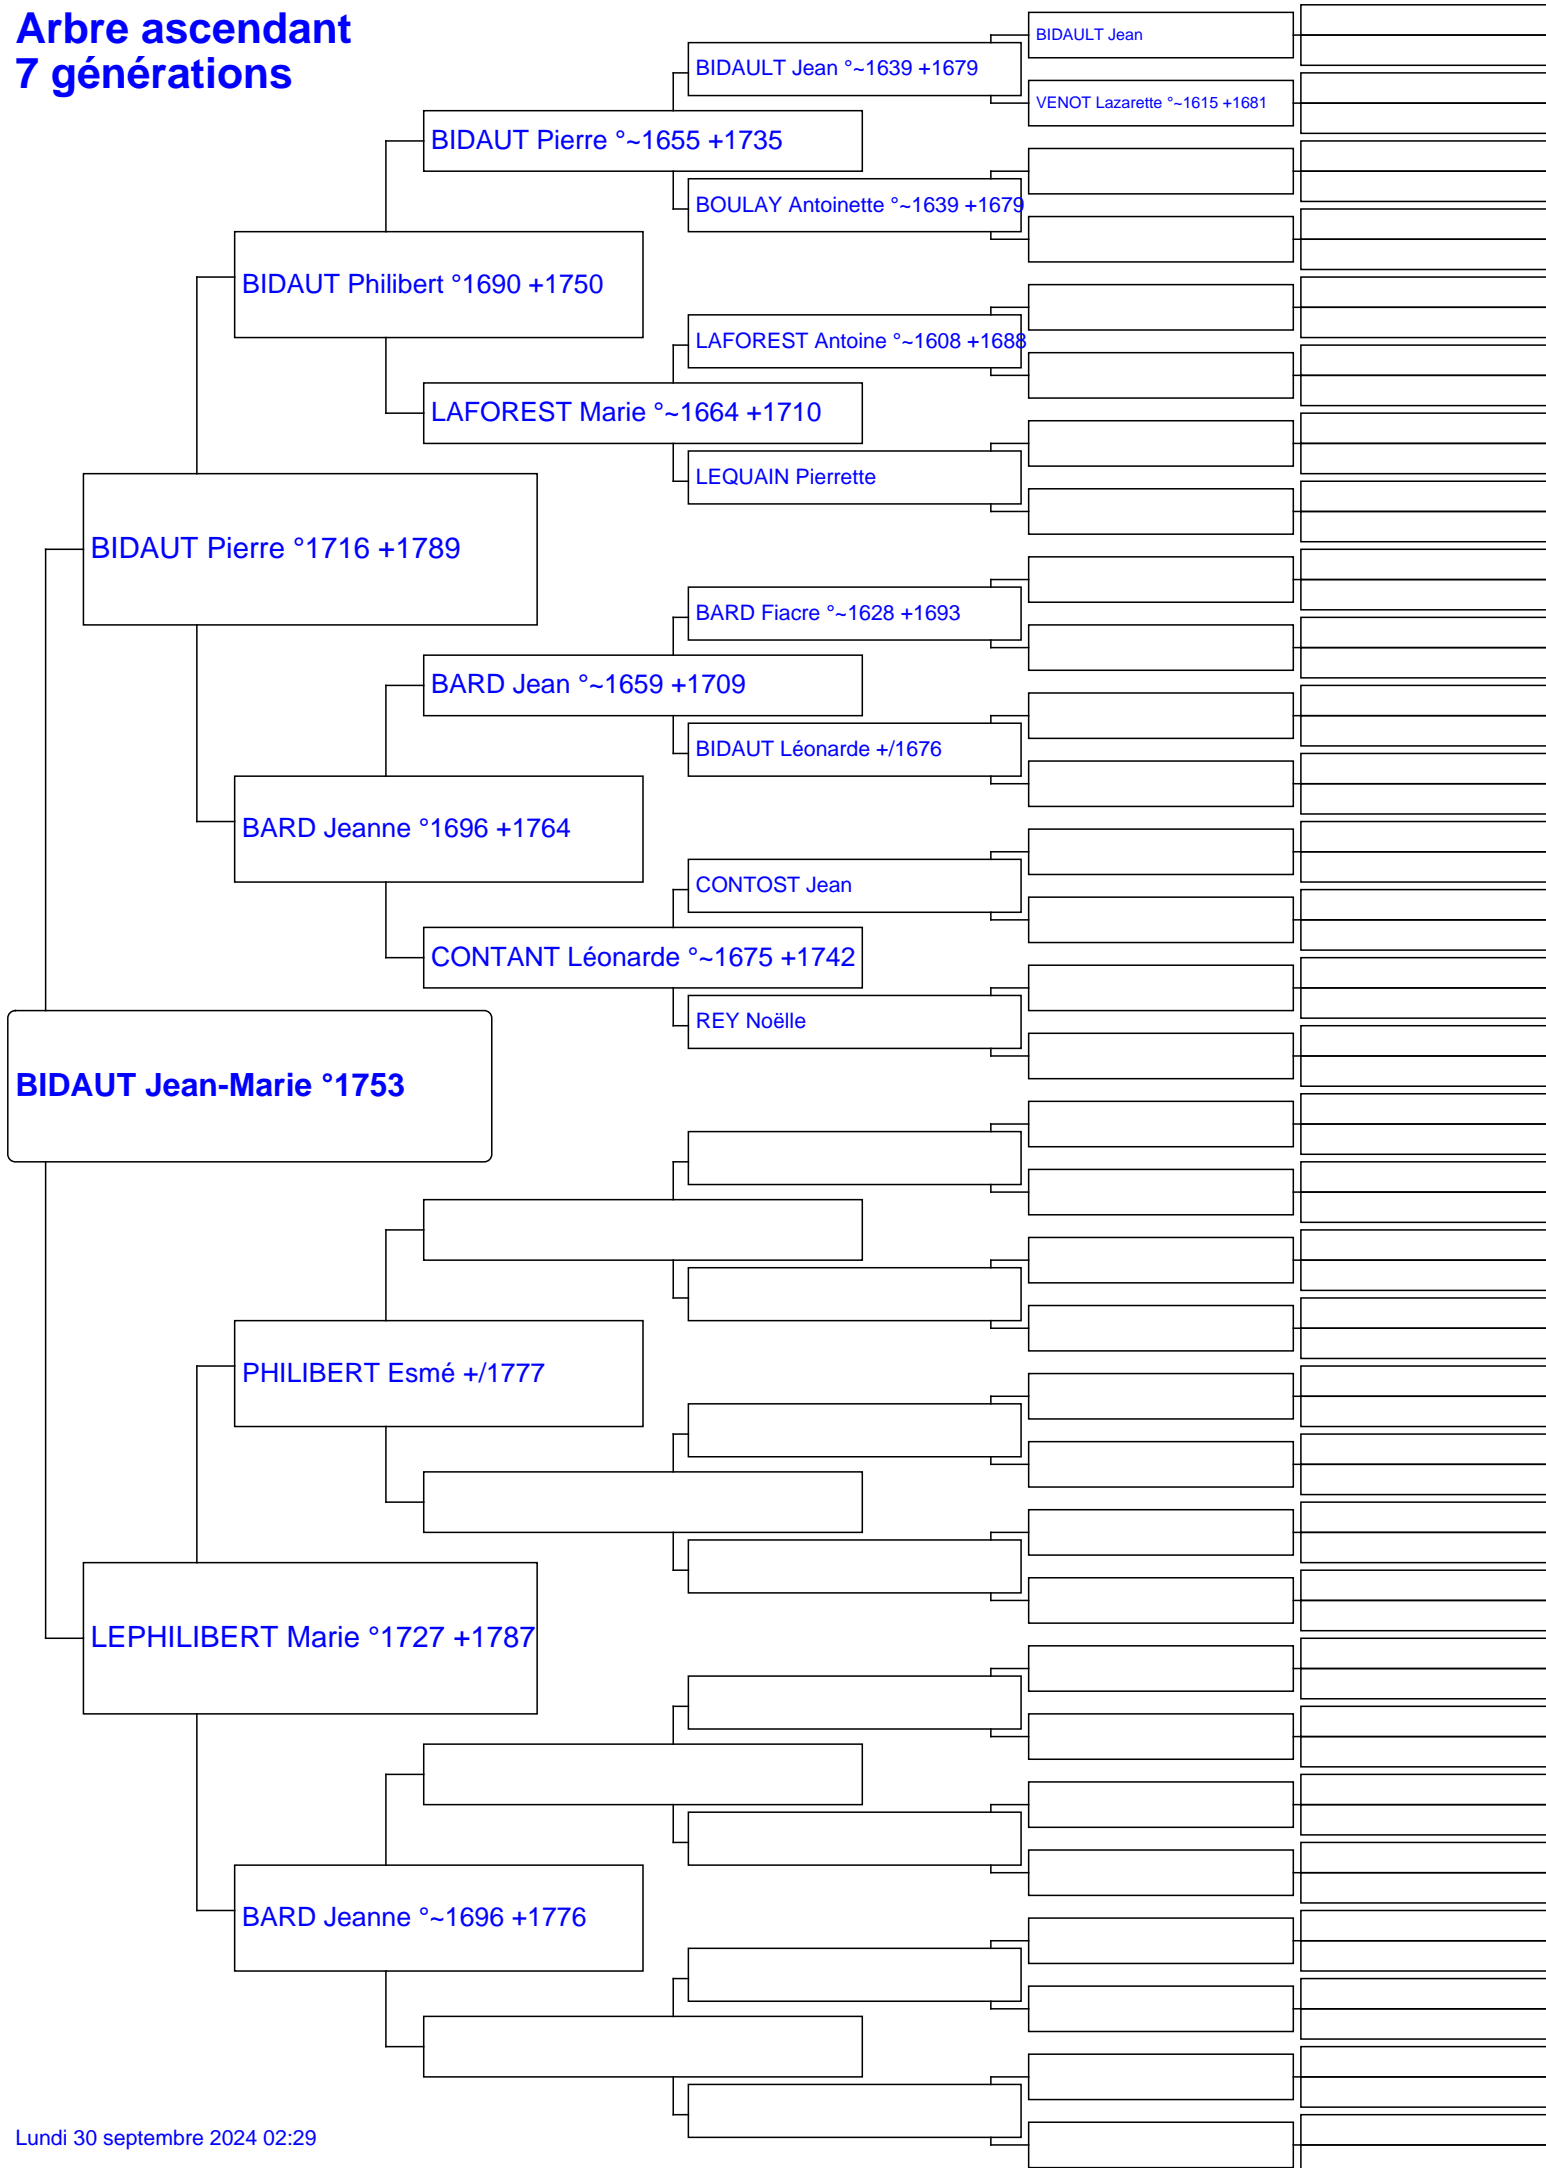 Arbre ascendant
7 générations
BIDAULT Jean
BIDAULT Jean °~1639 +1679
VENOT Lazarette °~1615 +1681
BIDAUT Pierre °~1655 +1735
BOULAY Antoinette °~1639 +1679
BIDAUT Philibert °1690 +1750
LAFOREST Antoine °~1608 +1688
LAFOREST Marie °~1664 +1710
LEQUAIN Pierrette
BIDAUT Pierre °1716 +1789
BARD Fiacre °~1628 +1693
BARD Jean °~1659 +1709
BIDAUT Léonarde +/1676
BARD Jeanne °1696 +1764
CONTOST Jean
CONTANT Léonarde °~1675 +1742
REY Noëlle
BIDAUT Jean-Marie °1753
PHILIBERT Esmé +/1777
LEPHILIBERT Marie °1727 +1787
BARD Jeanne °~1696 +1776
Lundi 30 septembre 2024 02:29